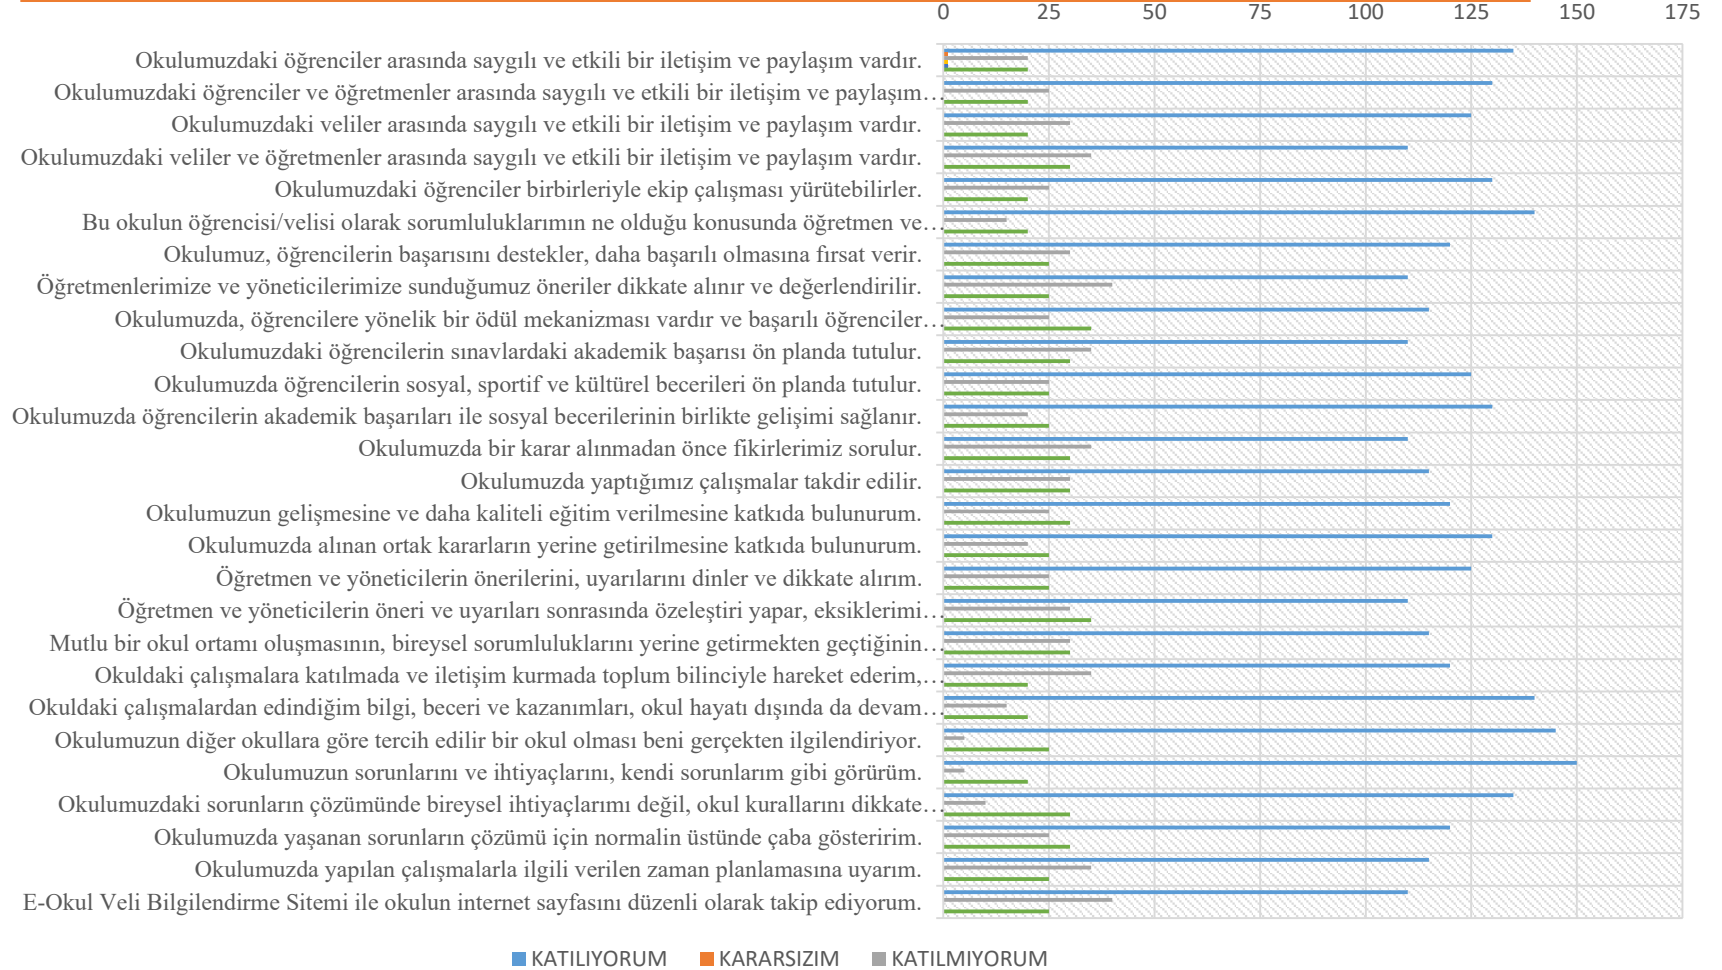 0 25 50 75 100 125 150 175
Okulumuzdaki öğrenciler arasında saygılı ve etkili bir iletişim ve paylaşım vardır.
Okulumuzdaki öğrenciler ve öğretmenler arasında saygılı ve etkili bir iletişim ve paylaşım…
Okulumuzdaki veliler arasında saygılı ve etkili bir iletişim ve paylaşım vardır.
Okulumuzdaki veliler ve öğretmenler arasında saygılı ve etkili bir iletişim ve paylaşım vardır.
Okulumuzdaki öğrenciler birbirleriyle ekip çalışması yürütebilirler.
Bu okulun öğrencisi/velisi olarak sorumluluklarımın ne olduğu konusunda öğretmen ve…
Okulumuz, öğrencilerin başarısını destekler, daha başarılı olmasına fırsat verir.
Öğretmenlerimize ve yöneticilerimize sunduğumuz öneriler dikkate alınır ve değerlendirilir.
Okulumuzda, öğrencilere yönelik bir ödül mekanizması vardır ve başarılı öğrenciler…
Okulumuzdaki öğrencilerin sınavlardaki akademik başarısı ön planda tutulur.
Okulumuzda öğrencilerin sosyal, sportif ve kültürel becerileri ön planda tutulur.
Okulumuzda öğrencilerin akademik başarıları ile sosyal becerilerinin birlikte gelişimi sağlanır.
Okulumuzda bir karar alınmadan önce fikirlerimiz sorulur.
Okulumuzda yaptığımız çalışmalar takdir edilir.
Okulumuzun gelişmesine ve daha kaliteli eğitim verilmesine katkıda bulunurum.
Okulumuzda alınan ortak kararların yerine getirilmesine katkıda bulunurum.
Öğretmen ve yöneticilerin önerilerini, uyarılarını dinler ve dikkate alırım.
Öğretmen ve yöneticilerin öneri ve uyarıları sonrasında özeleştiri yapar, eksiklerimi…
Mutlu bir okul ortamı oluşmasının, bireysel sorumluluklarını yerine getirmekten geçtiğinin…
Okuldaki çalışmalara katılmada ve iletişim kurmada toplum bilinciyle hareket ederim,…
Okuldaki çalışmalardan edindiğim bilgi, beceri ve kazanımları, okul hayatı dışında da devam…
Okulumuzun diğer okullara göre tercih edilir bir okul olması beni gerçekten ilgilendiriyor.
Okulumuzun sorunlarını ve ihtiyaçlarını, kendi sorunlarım gibi görürüm.
Okulumuzdaki sorunların çözümünde bireysel ihtiyaçlarımı değil, okul kurallarını dikkate…
Okulumuzda yaşanan sorunların çözümü için normalin üstünde çaba gösteririm.
Okulumuzda yapılan çalışmalarla ilgili verilen zaman planlamasına uyarım.
E-Okul Veli Bilgilendirme Sitemi ile okulun internet sayfasını düzenli olarak takip ediyorum.
KATILIYORUM KARARSIZIM KATILMIYORUM